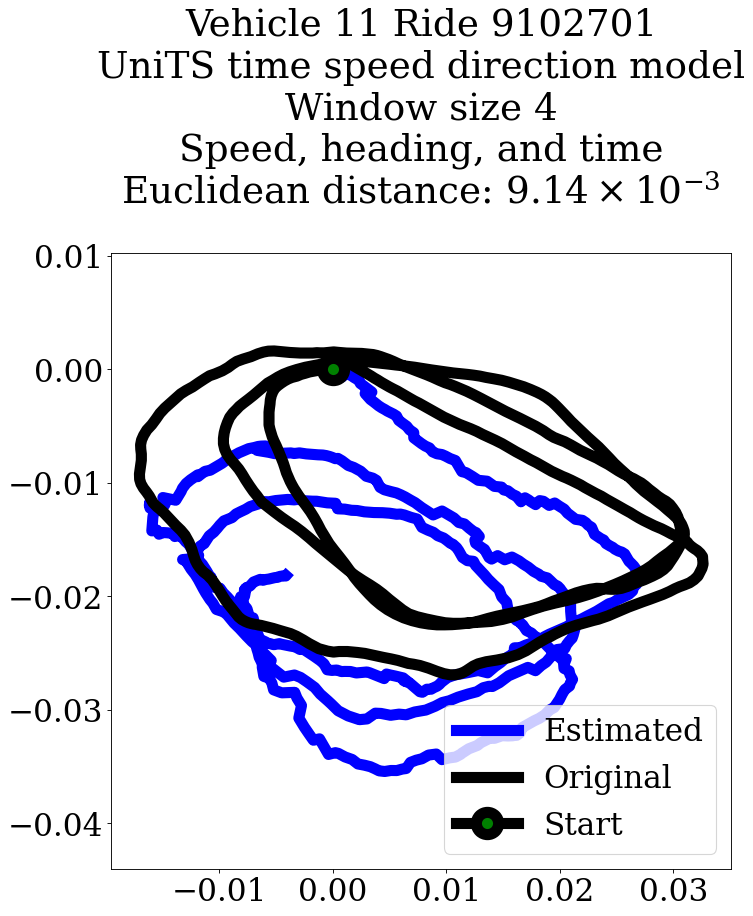 Vehicle 11 Ride 9102701
UniTS time speed direction model
Window size 4
Speed, heading, and time
Euclidean distance: 9.14 × 10⁻³
0.01
0.00
−0.01
−0.02
−0.03
−0.04
Estimated
Original
Start
−0.01 0.00 0.01 0.02 0.03